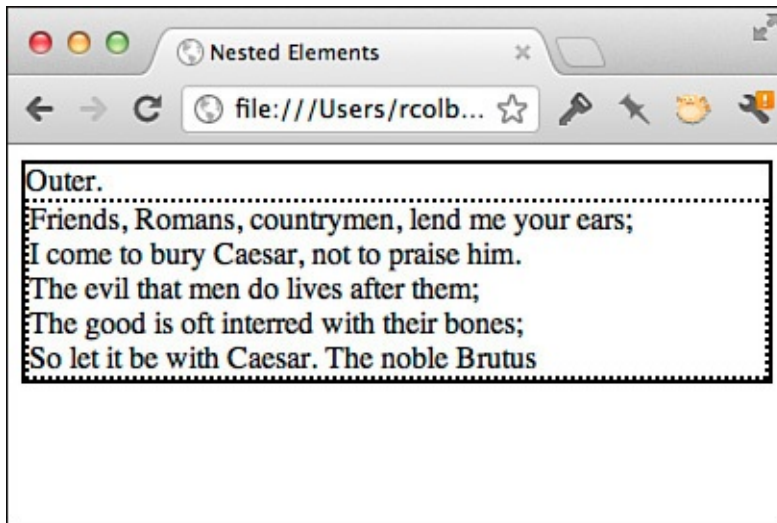 Nested Elements
file:///Users/rcolb...
Outer.
Friends, Romans, countrymen, lend me your ears;
I come to bury Caesar, not to praise him.
The evil that men do lives after them;
The good is oft interred with their bones;
So let it be with Caesar. The noble Brutus